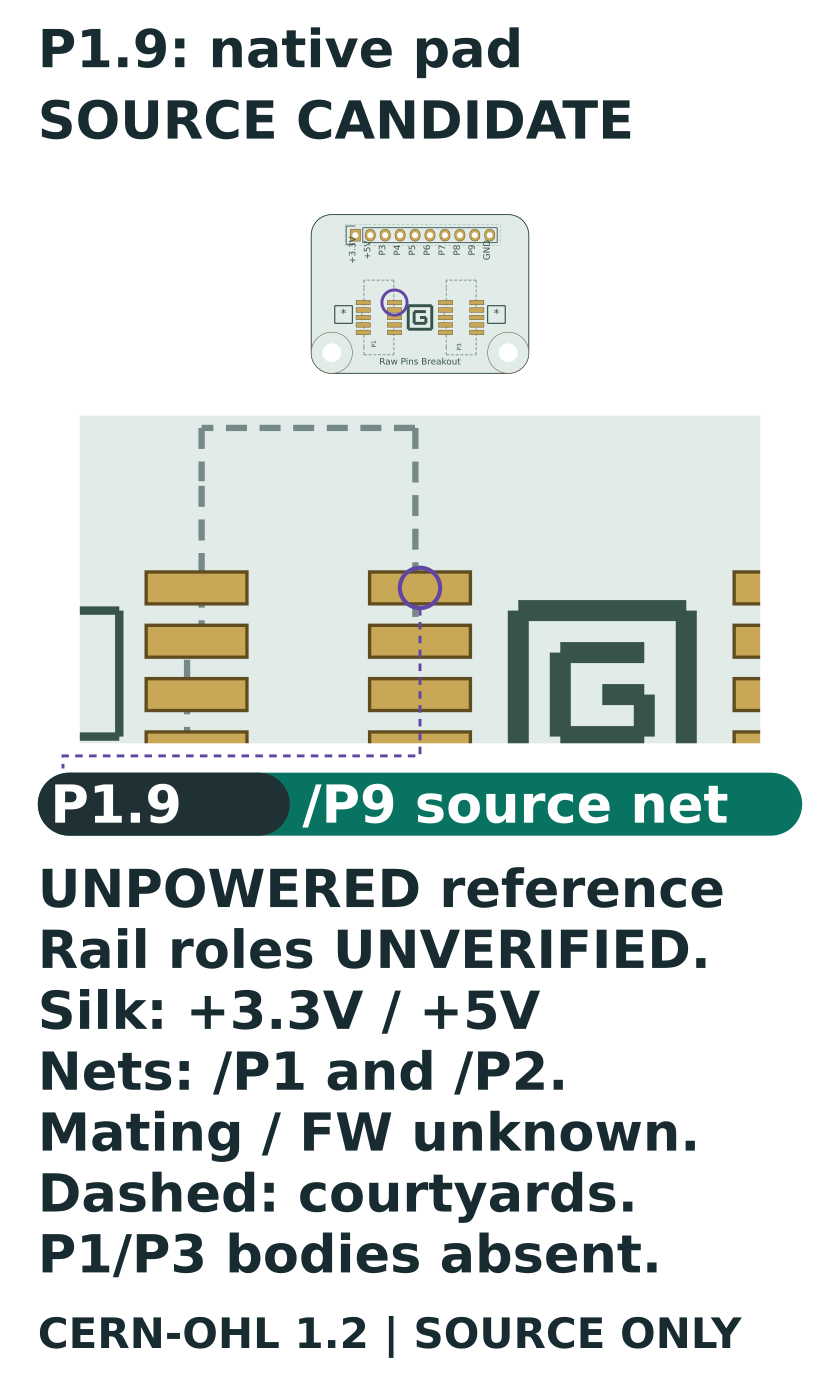 P1.9: native pad
SOURCE CANDIDATE
+3.3V +5V P3 P4 P5 P6 P7 P8 P9 GND
* *
P1 P3
Raw Pins Breakout
G
P1.9 /P9 source net
UNPOWERED reference
Rail roles UNVERIFIED.
Silk: +3.3V / +5V
Nets: /P1 and /P2.
Mating / FW unknown.
Dashed: courtyards.
P1/P3 bodies absent.
CERN-OHL 1.2 | SOURCE ONLY